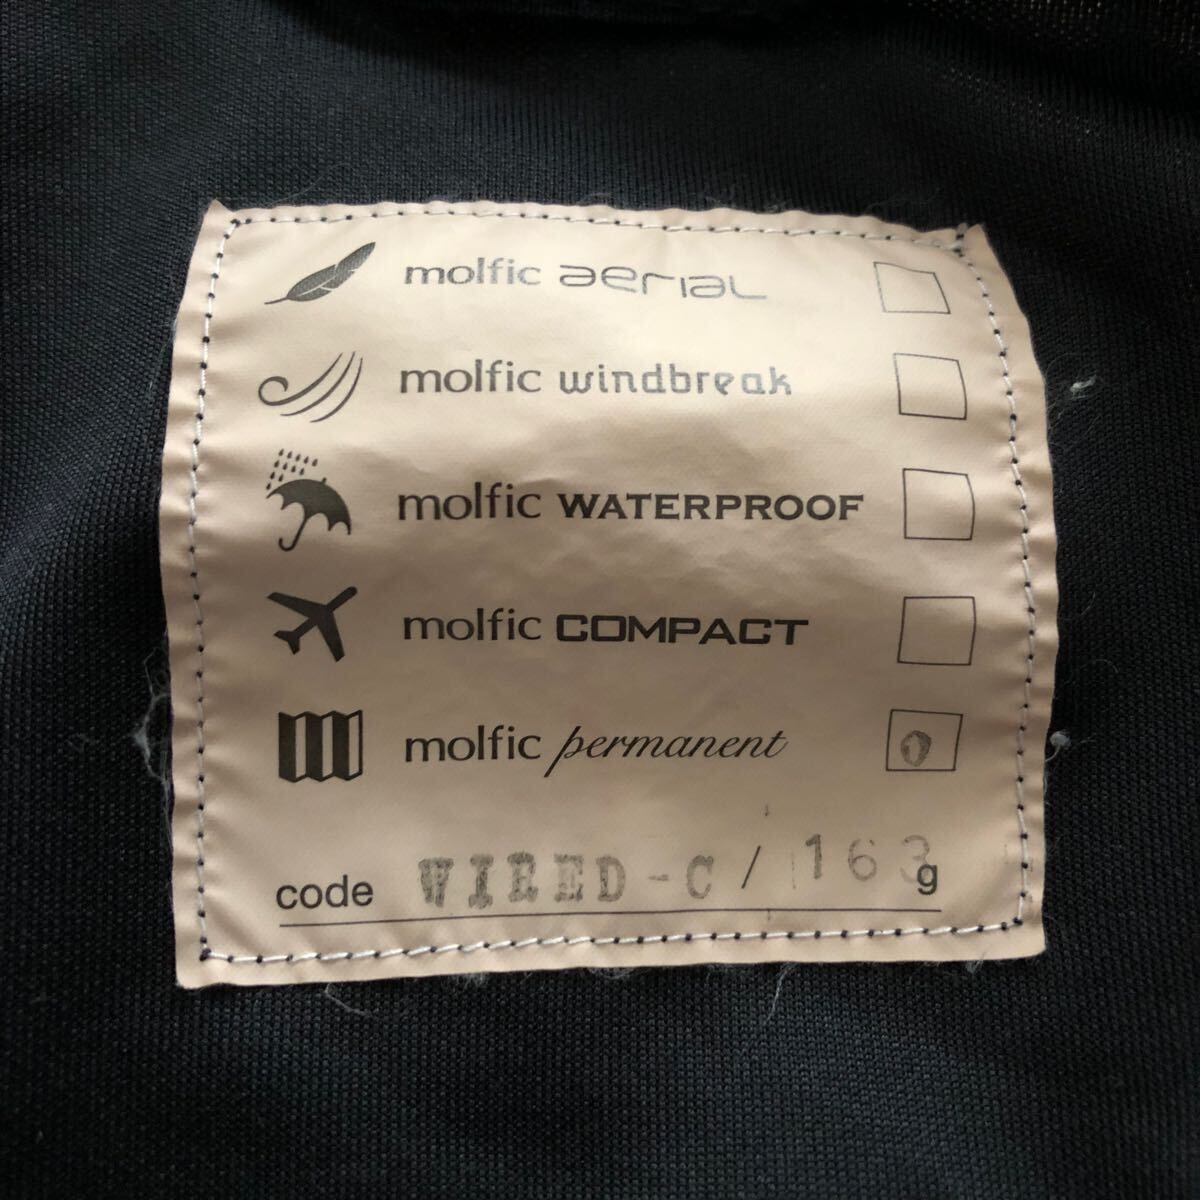 molfic aerial
molfic windbreak
molfic WATERPROOF
molfic COMPACT
molfic permanent
code WIRED-C / 163g